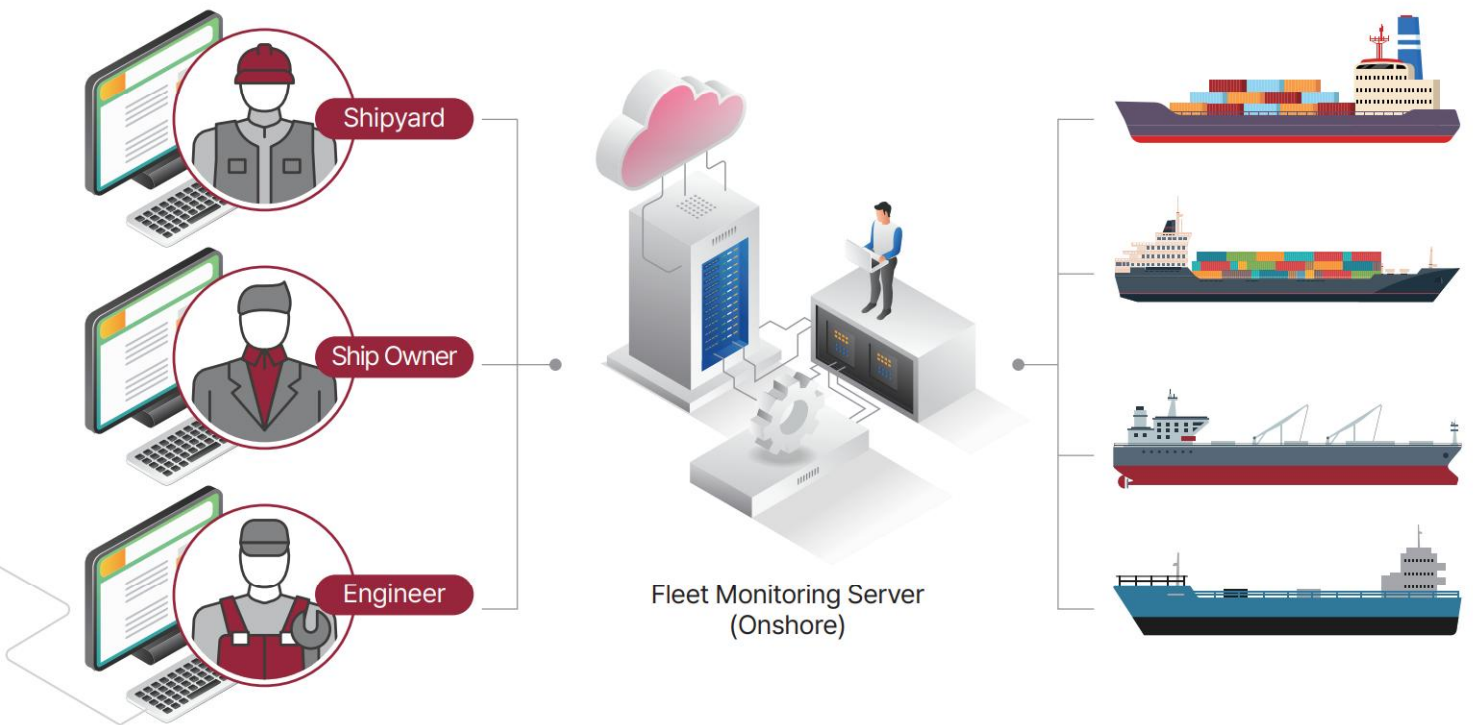 Shipyard
Ship Owner
Engineer
Fleet Monitoring Server
(Onshore)